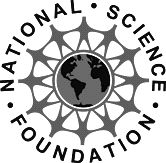 NATIONAL • SCIENCE
• FOUNDATION •